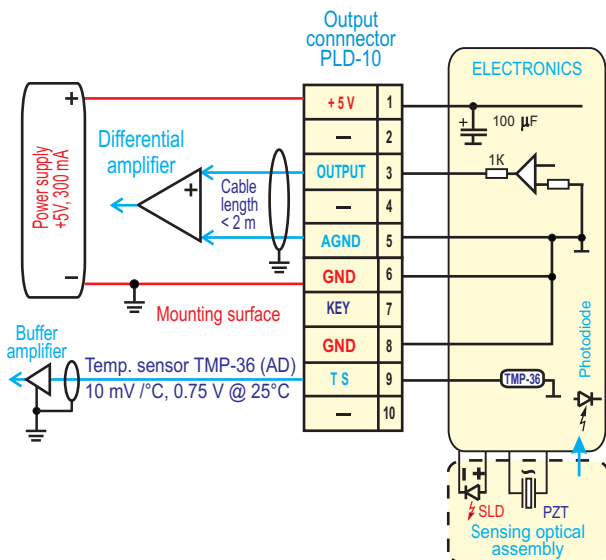 Output
connnector
PLD-10
ELECTRONICS
+
Power supply
+5V, 300 mA
–
Differential
amplifier
+
Cable
length
< 2 m
+ 5 V 1
— 2
OUTPUT 3
— 4
AGND 5
GND 6
KEY 7
GND 8
T S 9
— 10
+
100 µF
1K
Mounting surface
Buffer
amplifier
Temp. sensor TMP-36 (AD)
10 mV /°C, 0.75 V @ 25°C
TMP-36
Photodiode
– +
~
SLD
PZT
Sensing optical
assembly